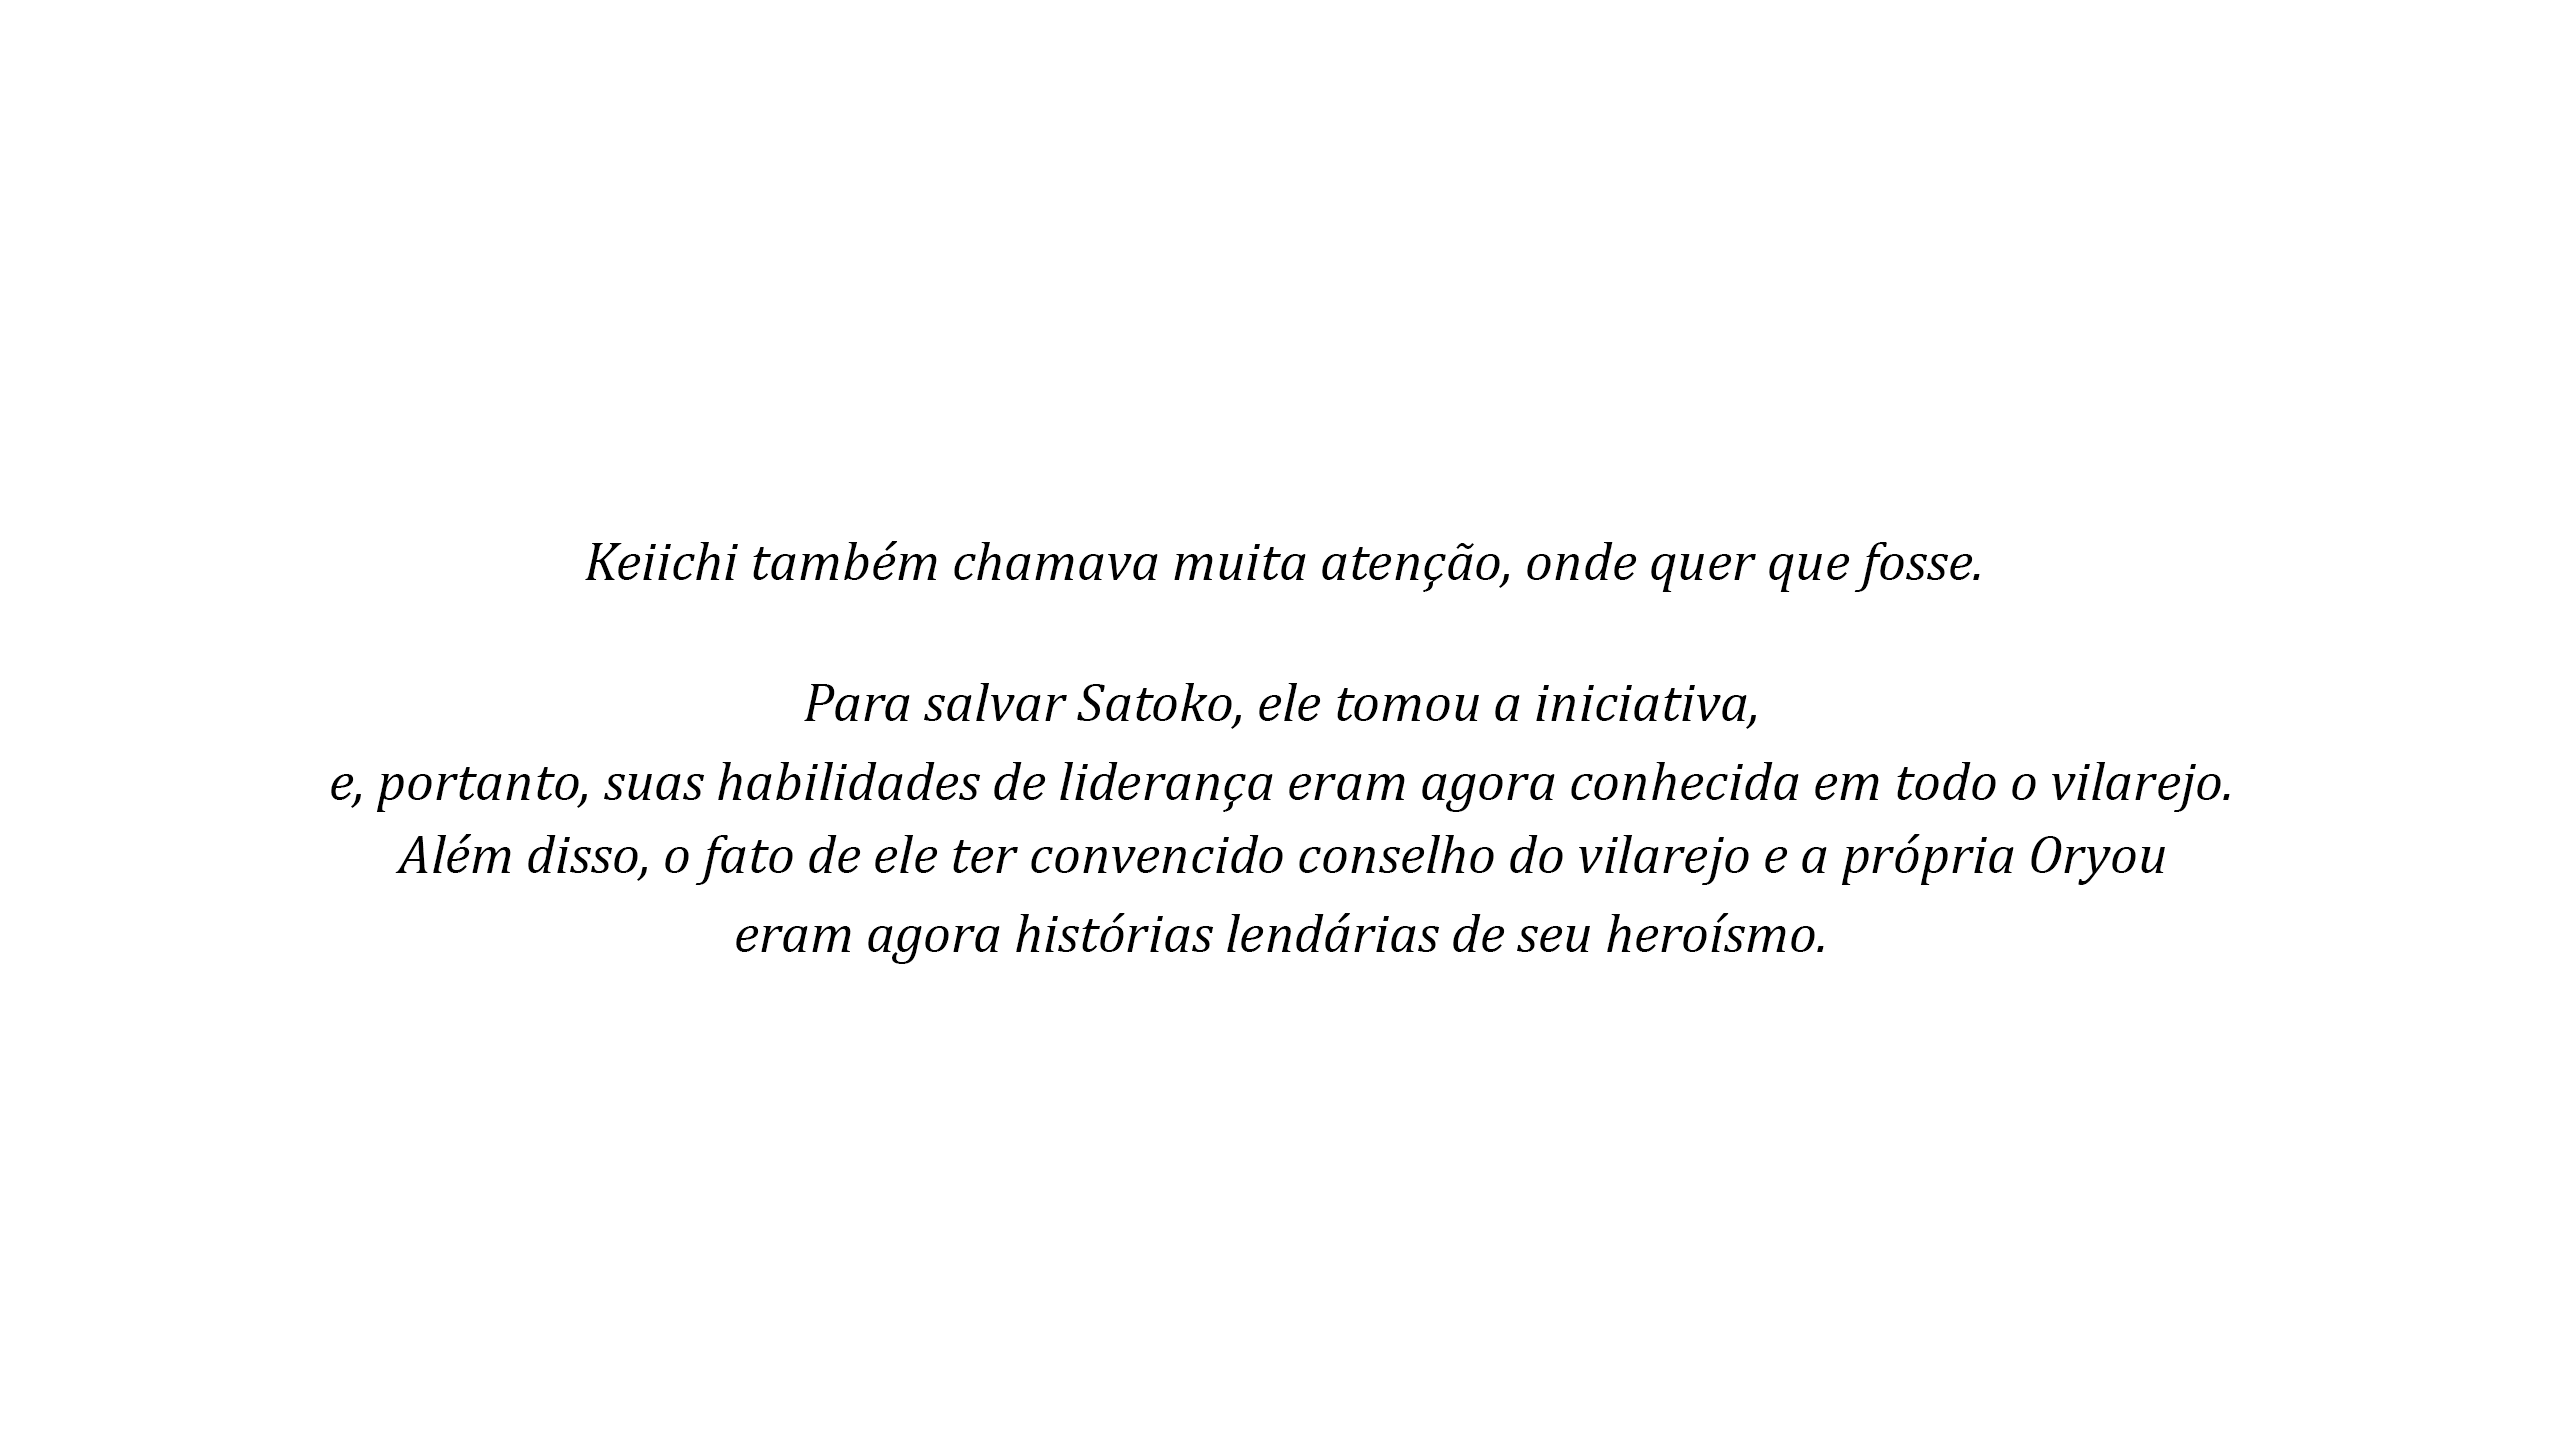 Keiichi também chamava muita atenção, onde quer que fosse.
Para salvar Satoko, ele tomou a iniciativa,
e, portanto, suas habilidades de liderança eram agora conhecida em todo o vilarejo.
Além disso, o fato de ele ter convencido conselho do vilarejo e a própria Oryou
eram agora histórias lendárias de seu heroísmo.